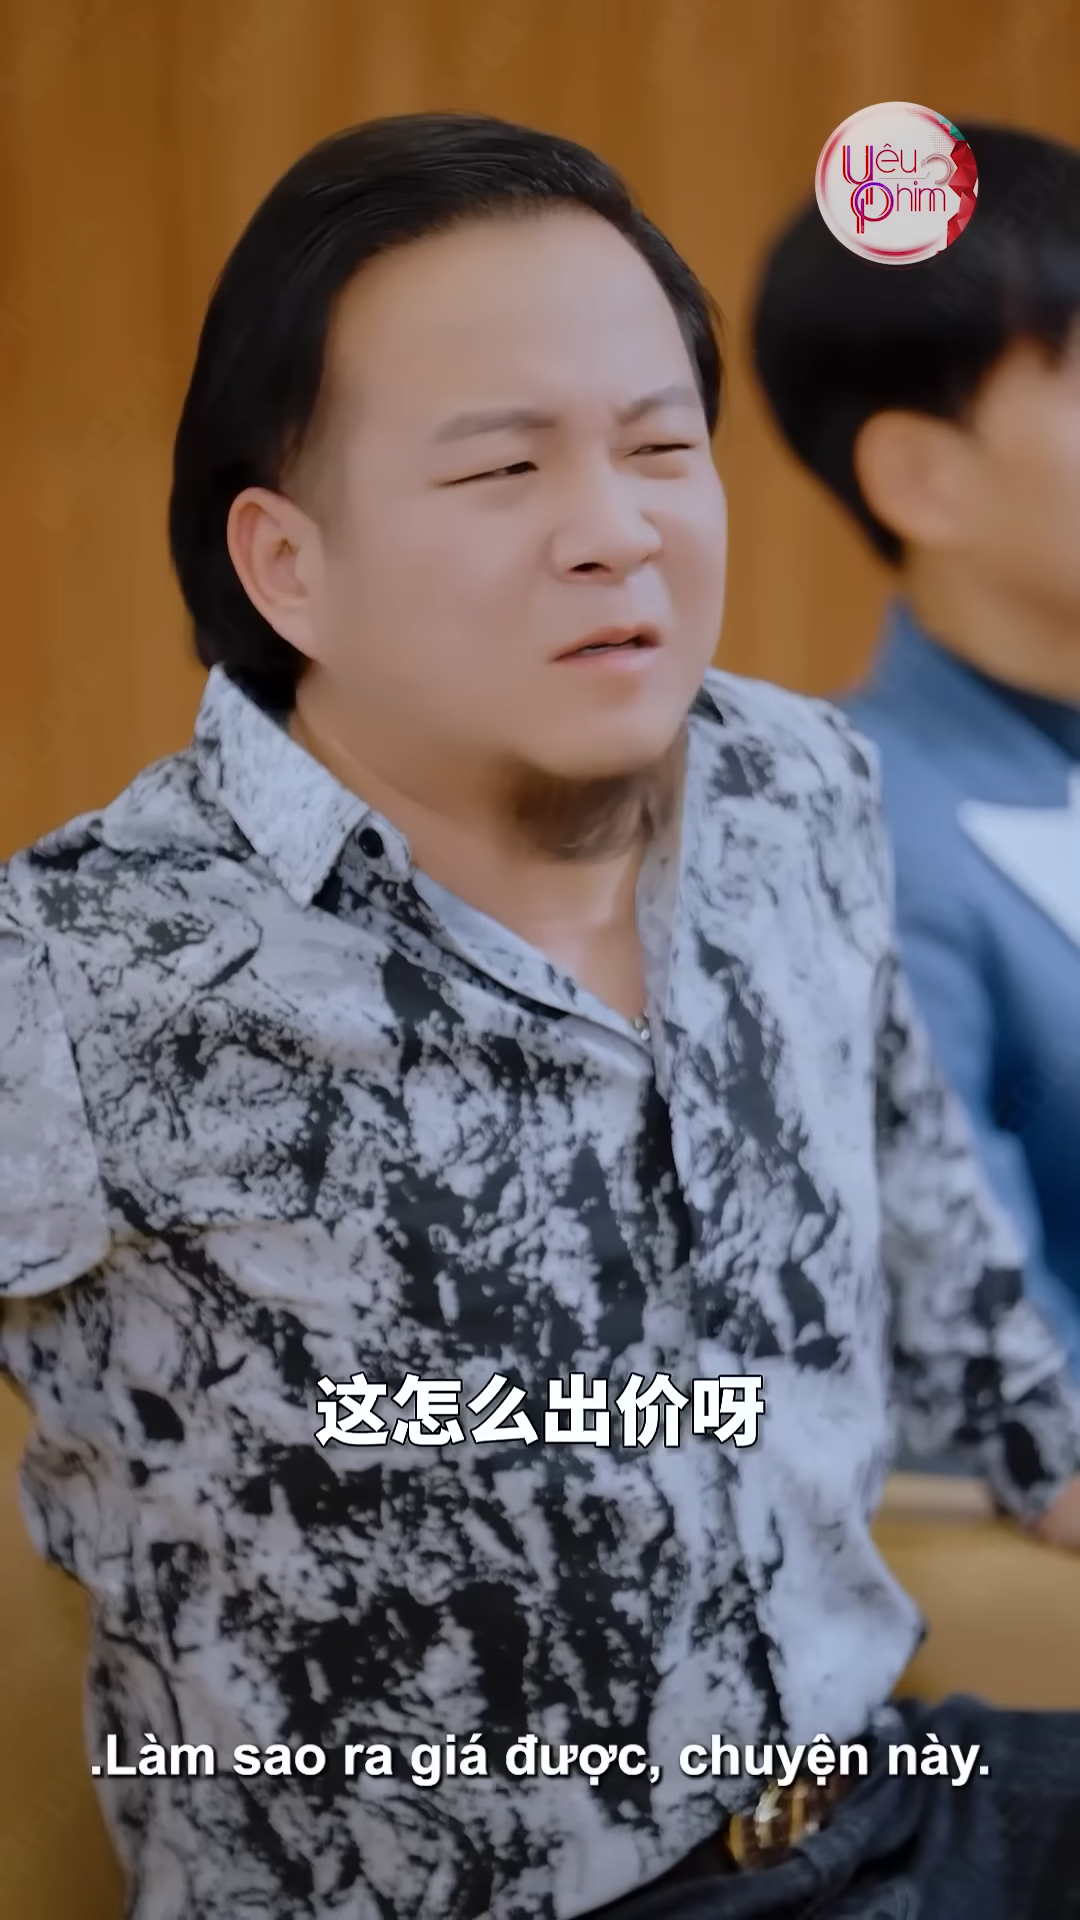 Yêu
Phim
这怎么出价呀
.Làm sao ra giá được, chuyện này.